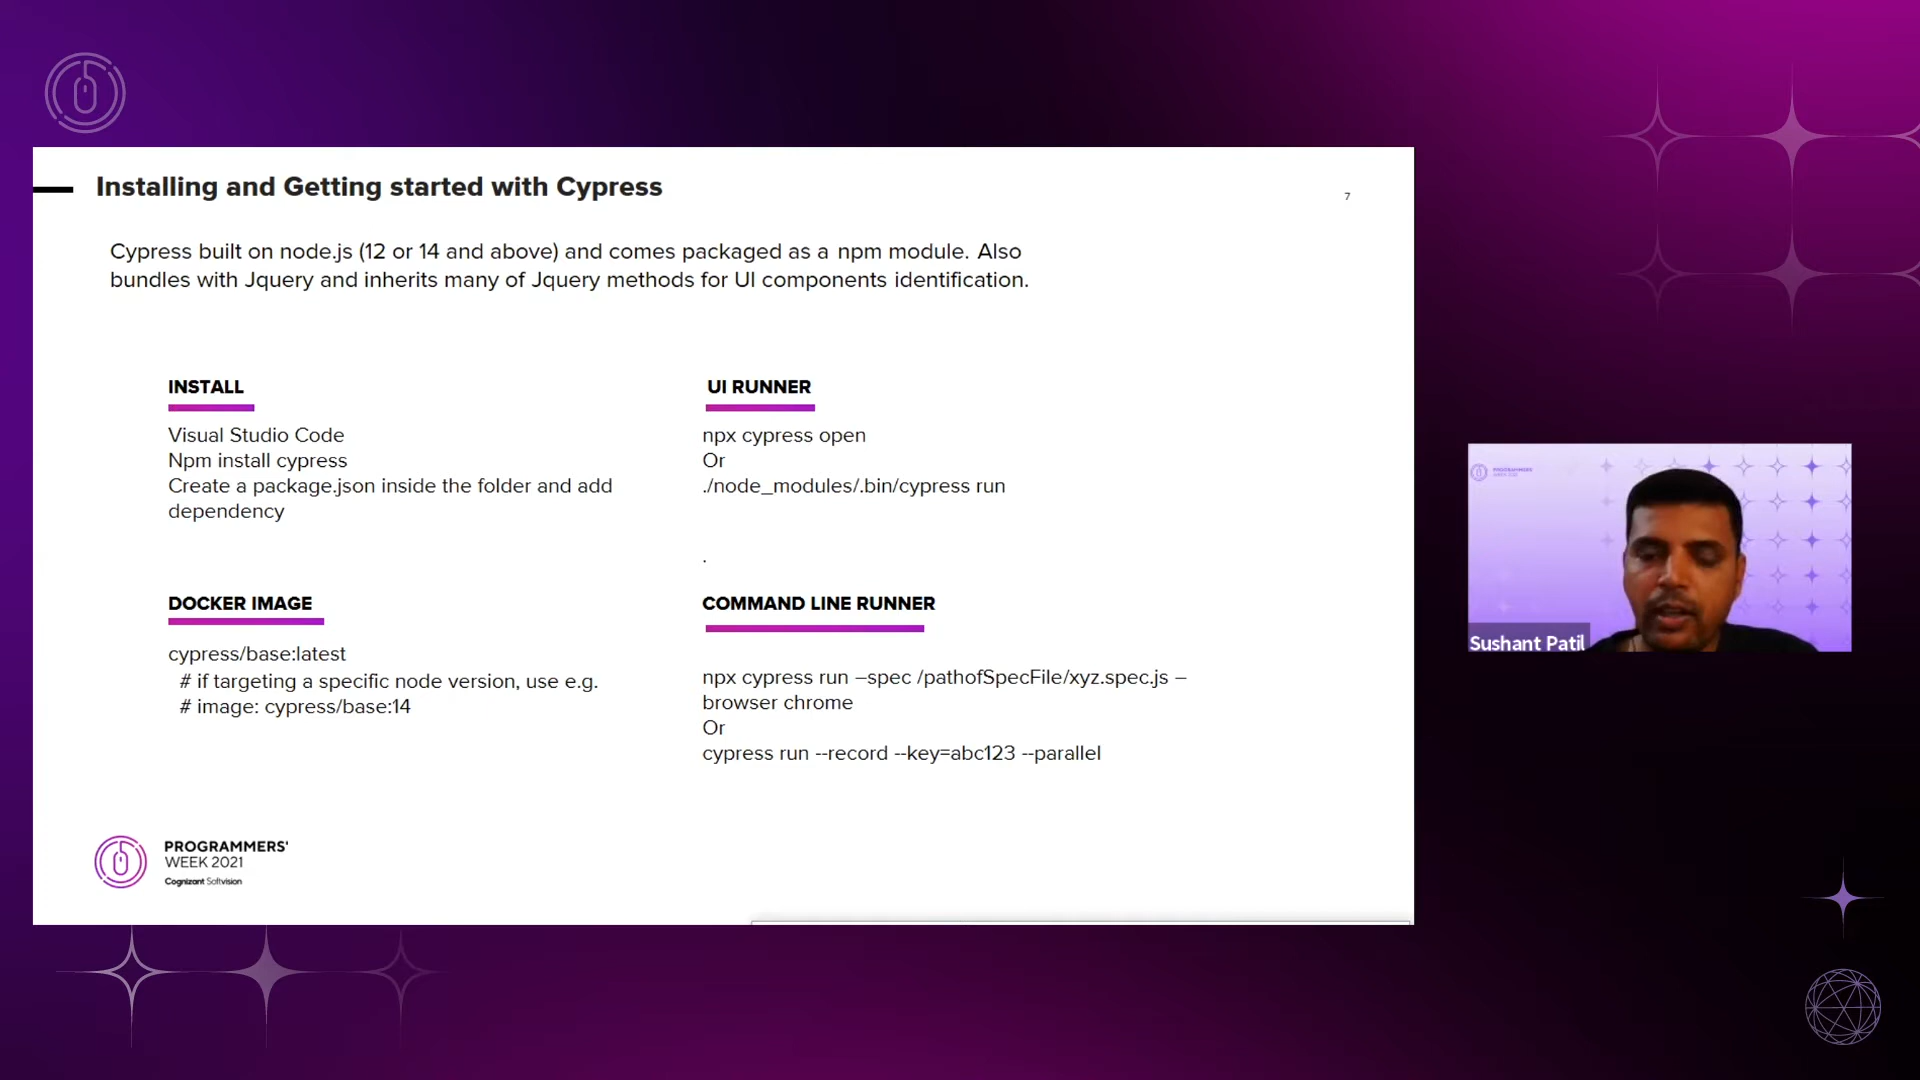 Installing and Getting started with Cypress
7
Cypress built on node.js (12 or 14 and above) and comes packaged as a npm module. Also
bundles with Jquery and inherits many of Jquery methods for UI components identification.
INSTALL
Visual Studio Code
Npm install cypress
Create a package.json inside the folder and add
dependency
UI RUNNER
npx cypress open
Or
./node_modules/.bin/cypress run
.
DOCKER IMAGE
cypress/base:latest
# if targeting a specific node version, use e.g.
# image: cypress/base:14
COMMAND LINE RUNNER
npx cypress run –spec /pathofSpecFile/xyz.spec.js –
browser chrome
Or
cypress run --record --key=abc123 --parallel
PROGRAMMERS'
WEEK 2021
Cognizant Softvision
PROGRAMMERS'
Sushant Patil